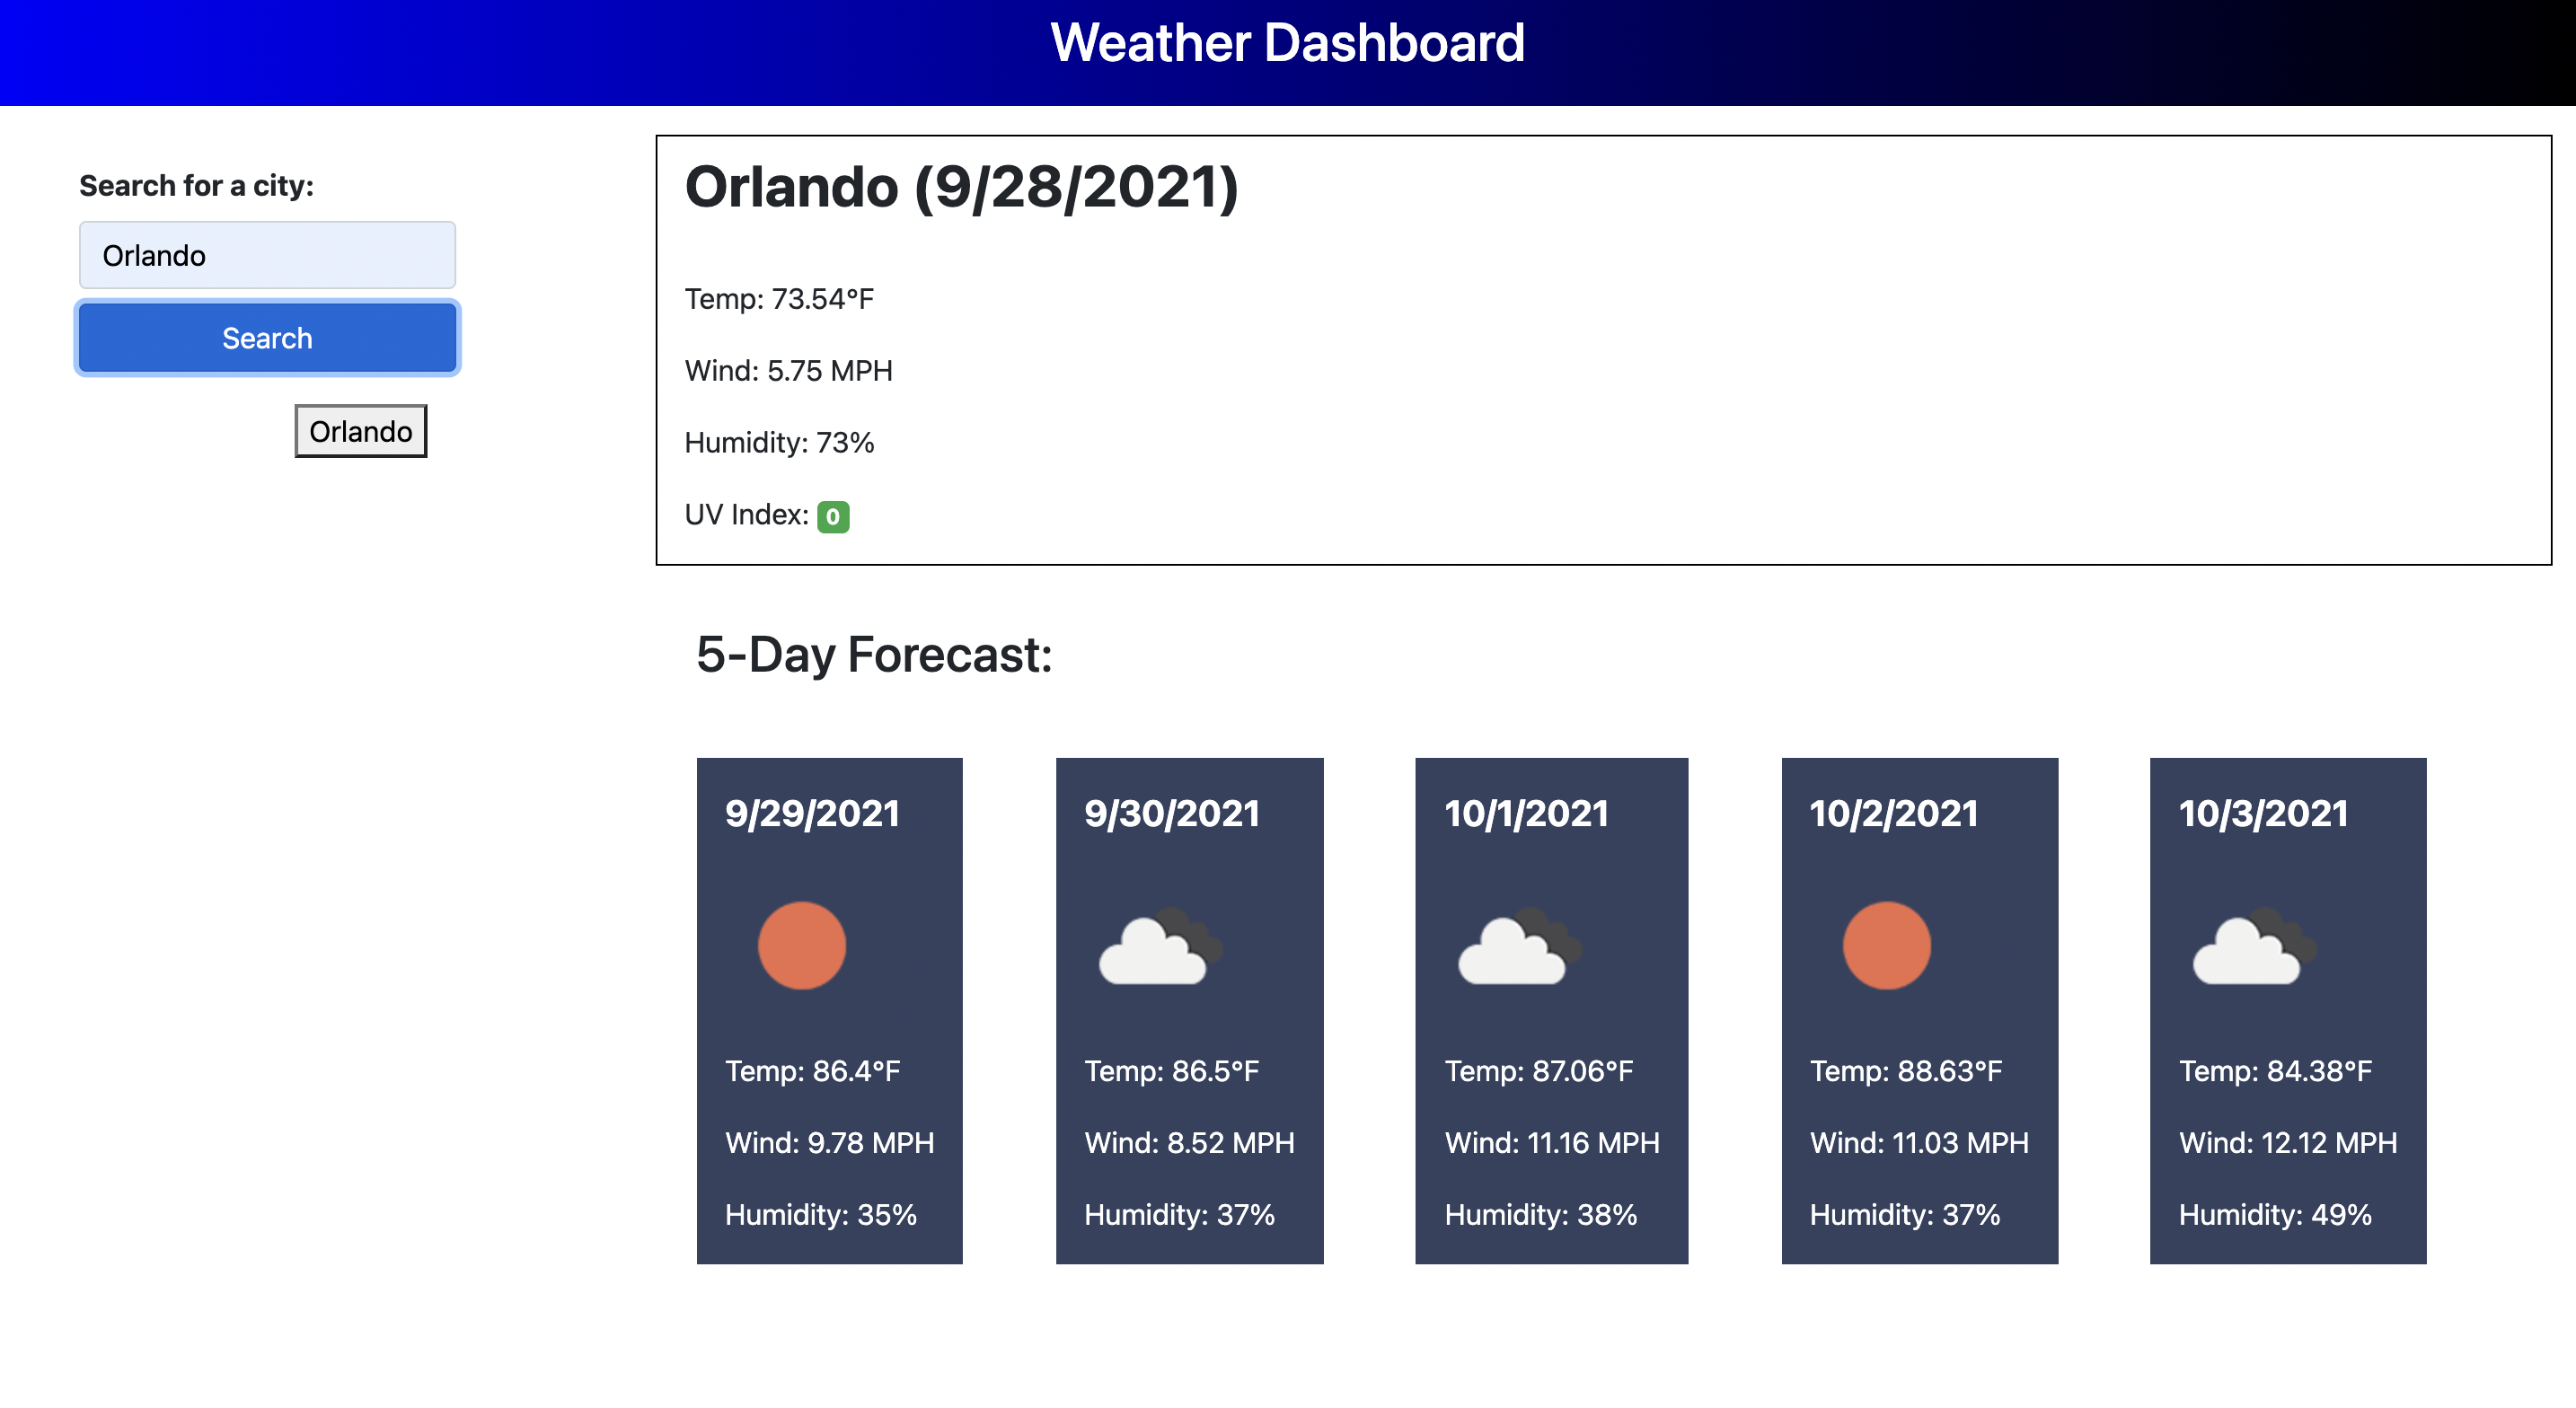 Weather Dashboard
Search for a city:
Orlando
Search
Orlando
Orlando (9/28/2021)
Temp: 73.54°F
Wind: 5.75 MPH
Humidity: 73%
UV Index: 0
5-Day Forecast:
9/29/2021
Temp: 86.4°F
Wind: 9.78 MPH
Humidity: 35%
9/30/2021
Temp: 86.5°F
Wind: 8.52 MPH
Humidity: 37%
10/1/2021
Temp: 87.06°F
Wind: 11.16 MPH
Humidity: 38%
10/2/2021
Temp: 88.63°F
Wind: 11.03 MPH
Humidity: 37%
10/3/2021
Temp: 84.38°F
Wind: 12.12 MPH
Humidity: 49%